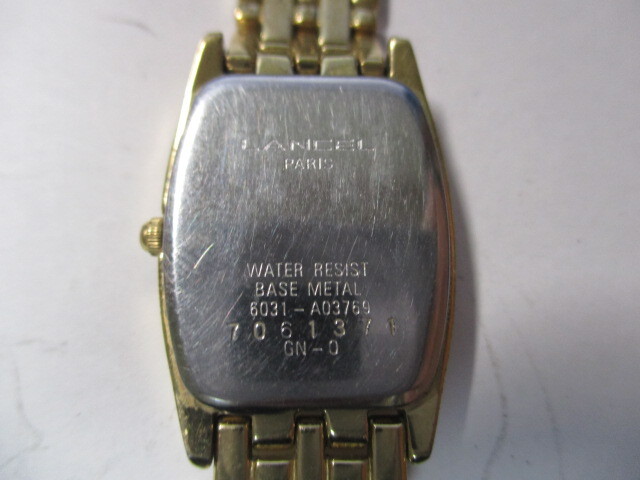 LANCEL
PARIS
WATER RESIST
BASE METAL
6031-A03769
7061371
GN-0